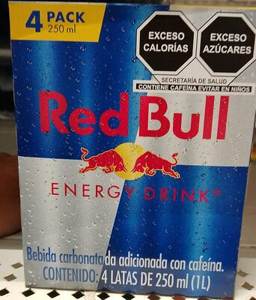 4 PACK
250 ml
EXCESO
CALORÍAS
EXCESO
AZÚCARES
SECRETARÍA DE SALUD
CONTIENE CAFEÍNA EVITAR EN NIÑOS
Red Bull
ENERGY DRINK
Bebida carbonatada adicionada con cafeína.
CONTENIDO: 4 LATAS DE 250 ml (1L)